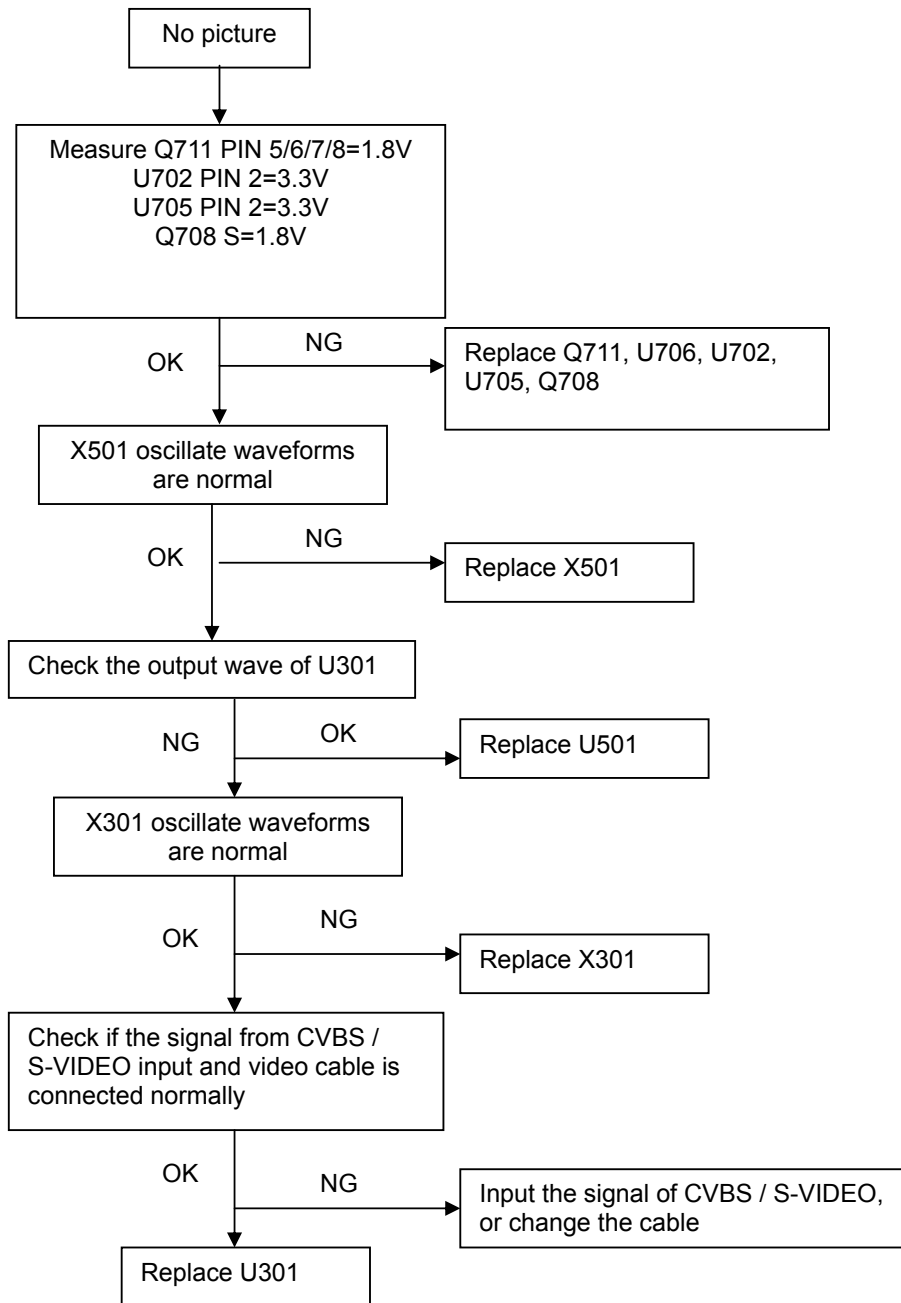 No picture
Measure Q711 PIN 5/6/7/8=1.8V
U702 PIN 2=3.3V
U705 PIN 2=3.3V
Q708 S=1.8V
OK
NG
Replace Q711, U706, U702,
U705, Q708
X501 oscillate waveforms
are normal
OK
NG
Replace X501
Check the output wave of U301
NG
OK
Replace U501
X301 oscillate waveforms
are normal
OK
NG
Replace X301
Check if the signal from CVBS /
S-VIDEO input and video cable is
connected normally
OK
NG
Input the signal of CVBS / S-VIDEO,
or change the cable
Replace U301